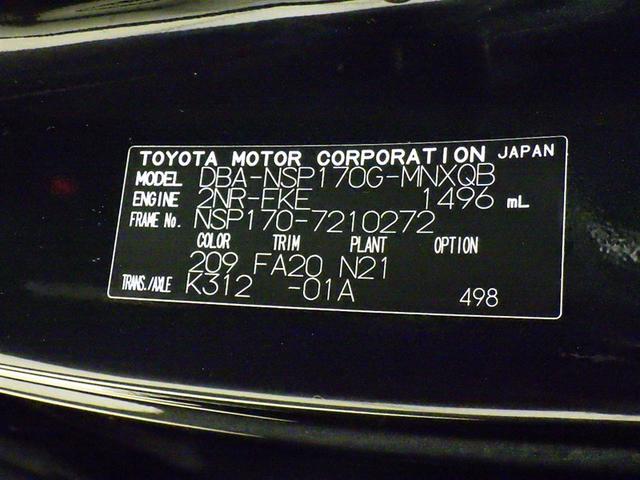 TOYOTA MOTOR CORPORATION JAPAN
MODEL DBA-NSP170G-MNXQB
ENGINE 2NR-FKE 1496 mL
FRAME No. NSP170-7210272
COLOR TRIM PLANT OPTION
209 FA20 N21
TRANS./AXLE K312 -01A 498